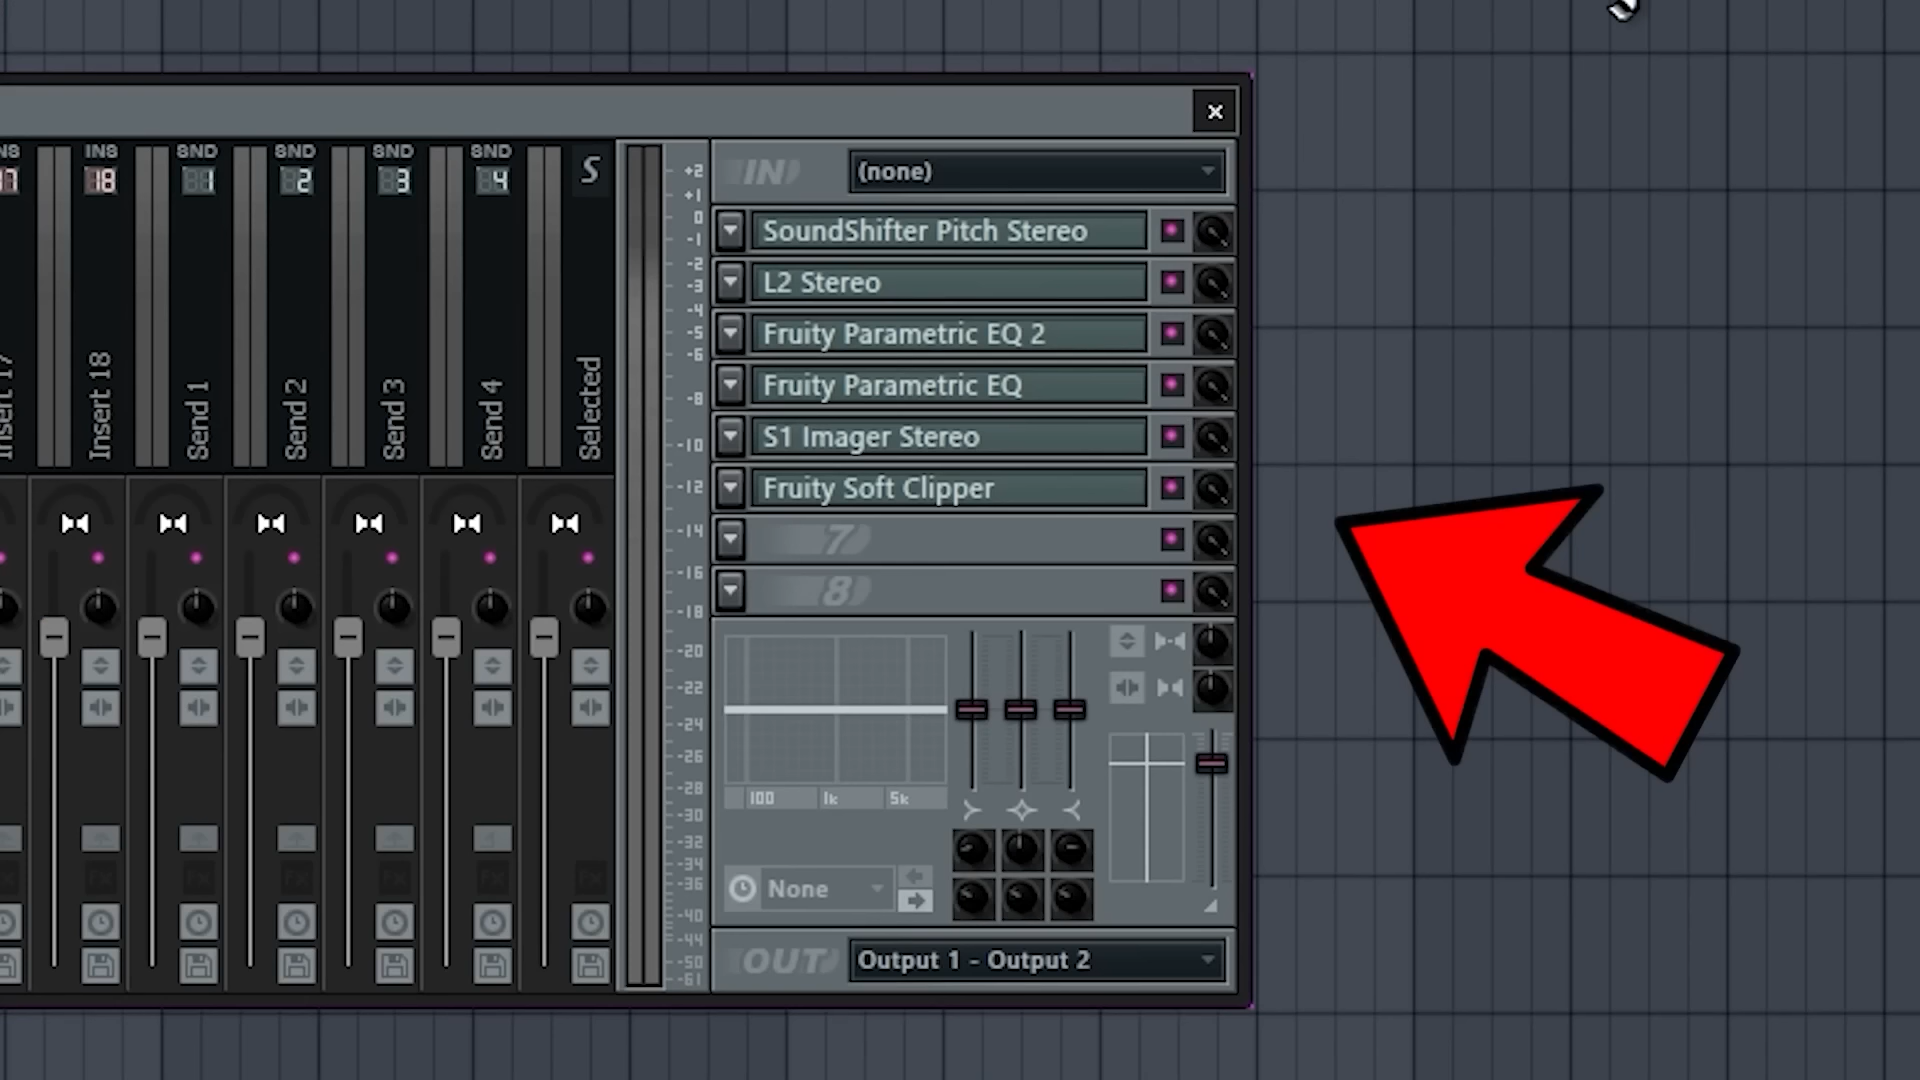 INS
18
SND
1
SND
2
SND
3
SND
4
S
Insert 17
Insert 18
Send 1
Send 2
Send 3
Send 4
Selected
+2
+1
0
-1
-2
-3
-4
-5
-6
-8
-10
-12
-14
-16
-18
-20
-22
-24
-26
-28
-30
-32
-34
-36
-40
-44
-50
-61
IN
(none)
SoundShifter Pitch Stereo
L2 Stereo
Fruity Parametric EQ 2
Fruity Parametric EQ
S1 Imager Stereo
Fruity Soft Clipper
7
8
100 1k 5k
None
OUT
Output 1 - Output 2